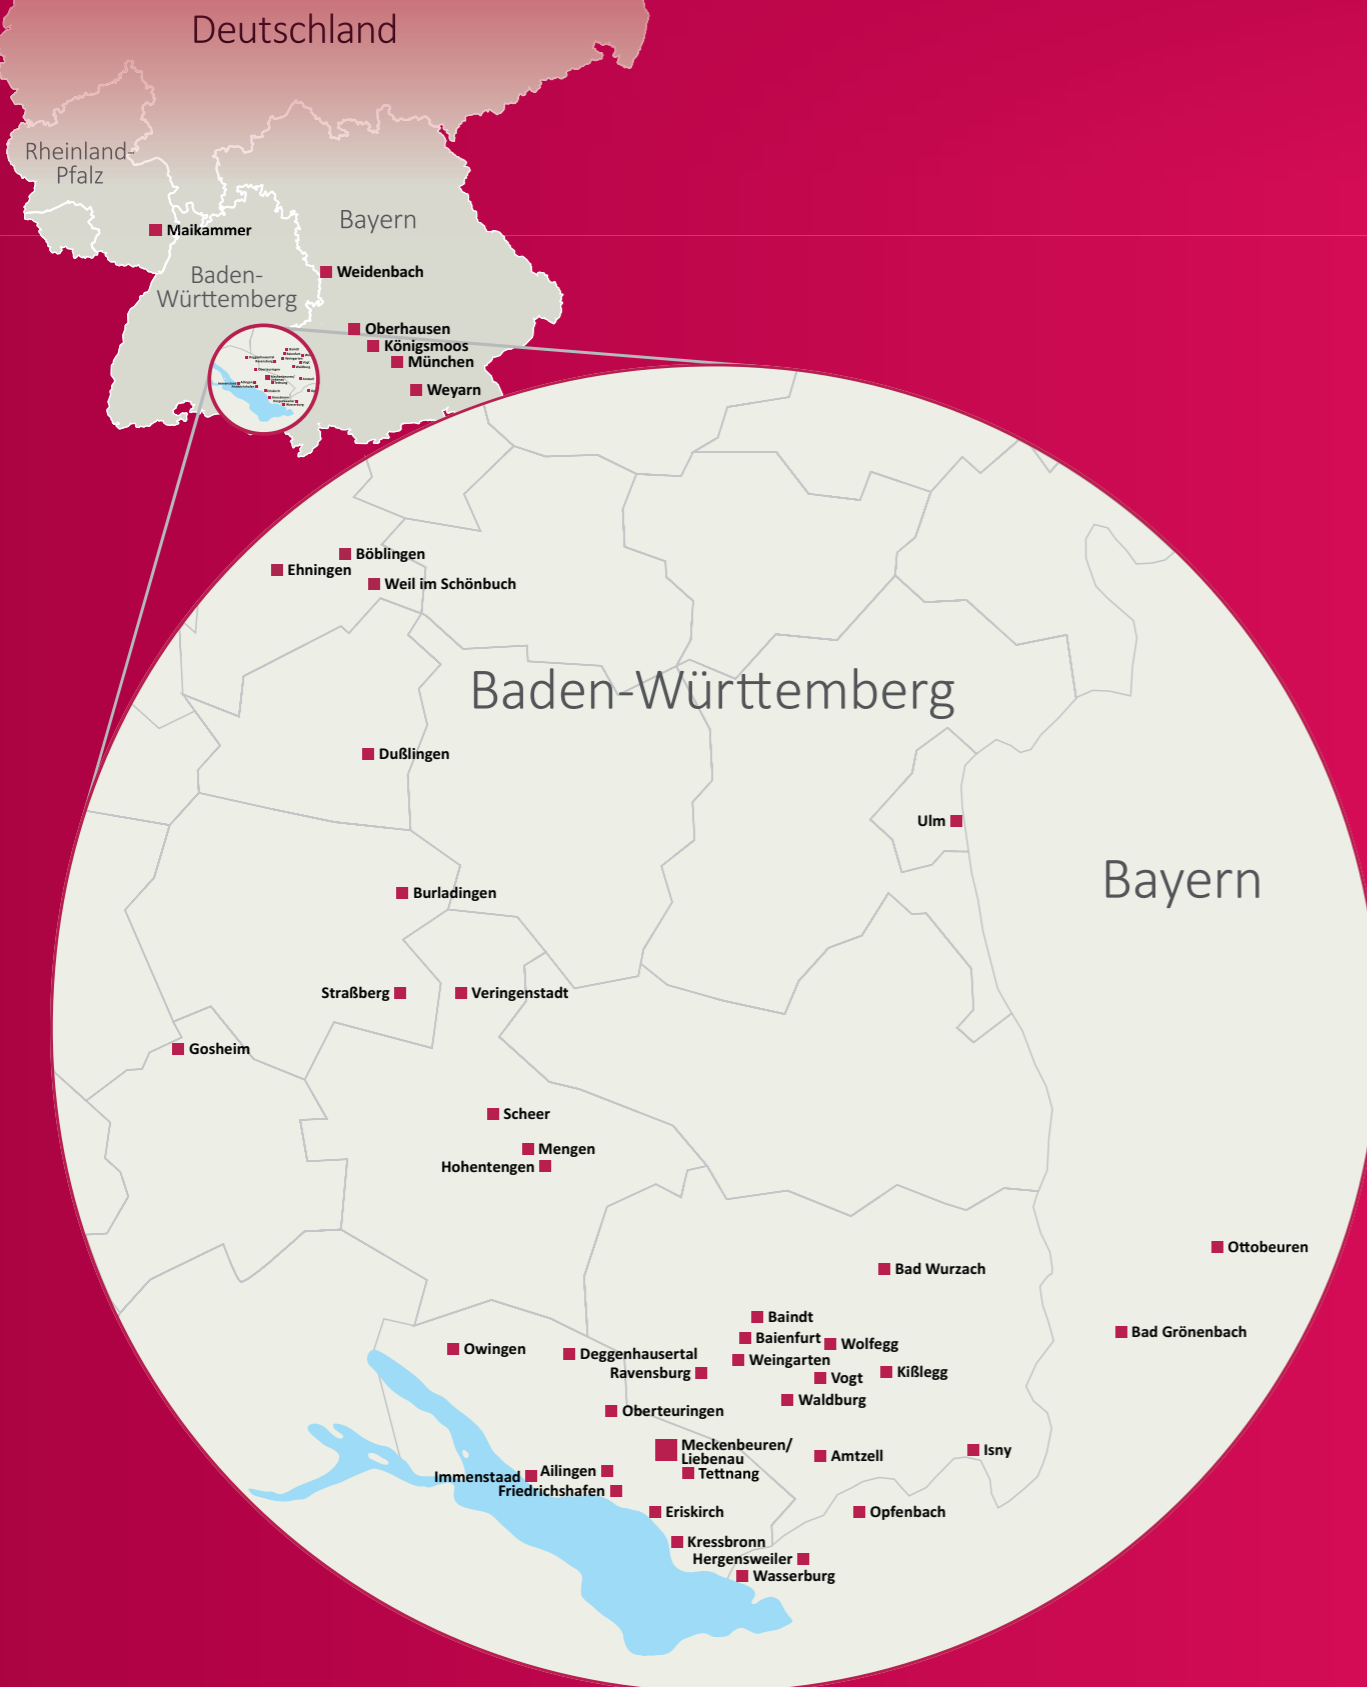 Deutschland
Rheinland-
Pfalz
Bayern
Maikammer
Baden-
Württemberg
Weidenbach
Oberhausen
Königsmoos
München
Weyarn
Böblingen
Ehningen
Weil im Schönbuch
Baden-Württemberg
Dußlingen
Ulm
Bayern
Burladingen
Straßberg
Veringenstadt
Gosheim
Scheer
Mengen
Hohentengen
Ottobeuren
Bad Wurzach
Baindt
Bad Grönenbach
Baienfurt
Wolfegg
Owingen
Deggenhausertal
Weingarten
Ravensburg
Vogt
Kißlegg
Waldburg
Oberteuringen
Meckenbeuren/
Liebenau
Isny
Amtzell
Tettnang
Immenstaad
Ailingen
Friedrichshafen
Eriskirch
Opfenbach
Kressbronn
Hergensweiler
Wasserburg